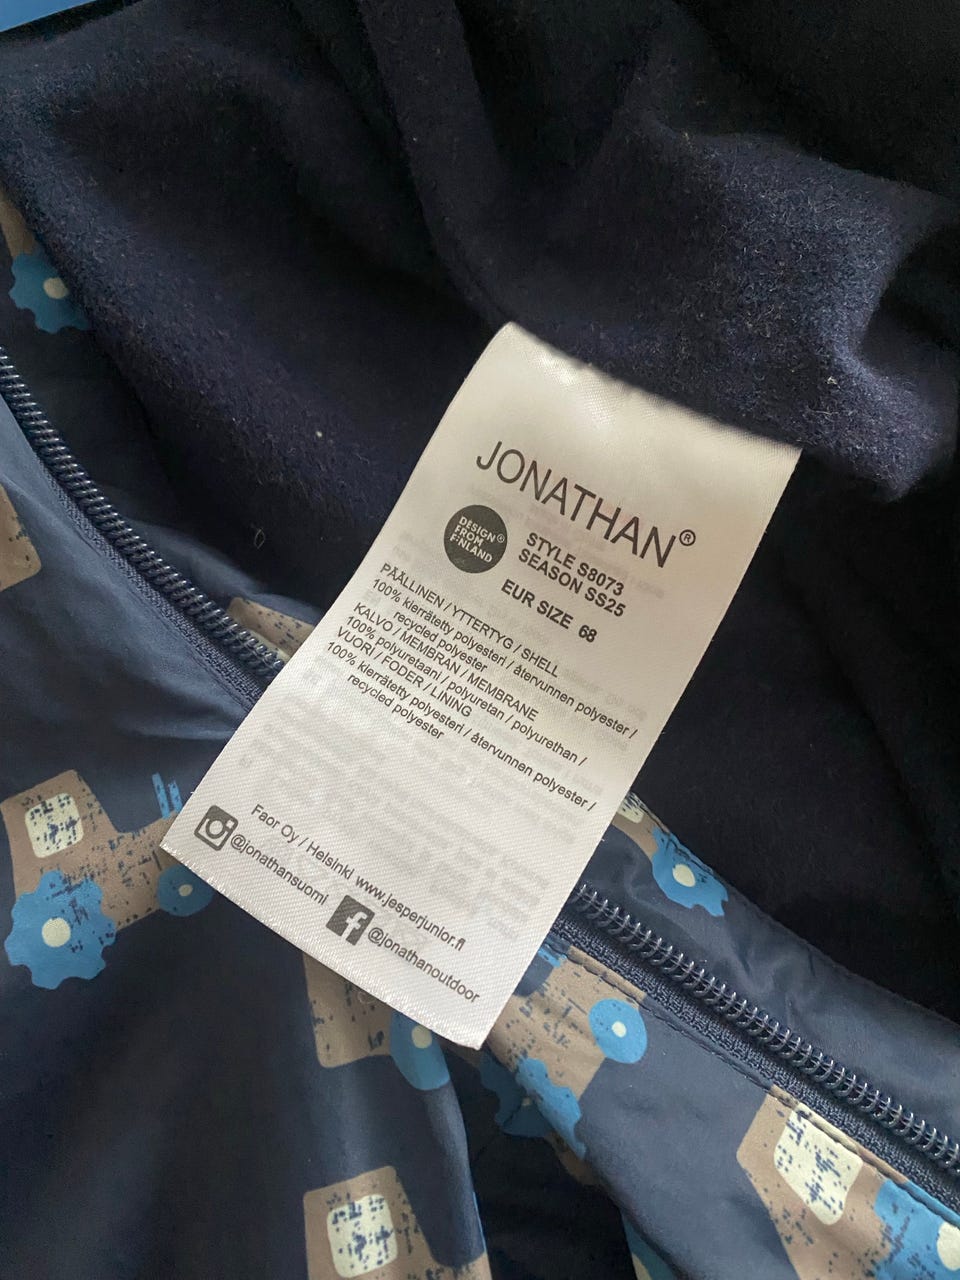 JONATHAN®
DESIGN®
FROM
FINLAND
STYLE S8073
SEASON SS25
EUR SIZE 68
PÄÄLLINEN / YTTERTYG / SHELL
100% kierrätetty polyesteri / återvunnen polyester /
recycled polyester
KALVO / MEMBRAN / MEMBRANE
100% polyuretaani / polyuretan / polyurethan /
VUORI / FODER / LINING
100% kierrätetty polyesteri / återvunnen polyester /
recycled polyester
Faor Oy / Helsinki www.jesperjunior.fi
@jonathansuomi
@jonathanoutdoor